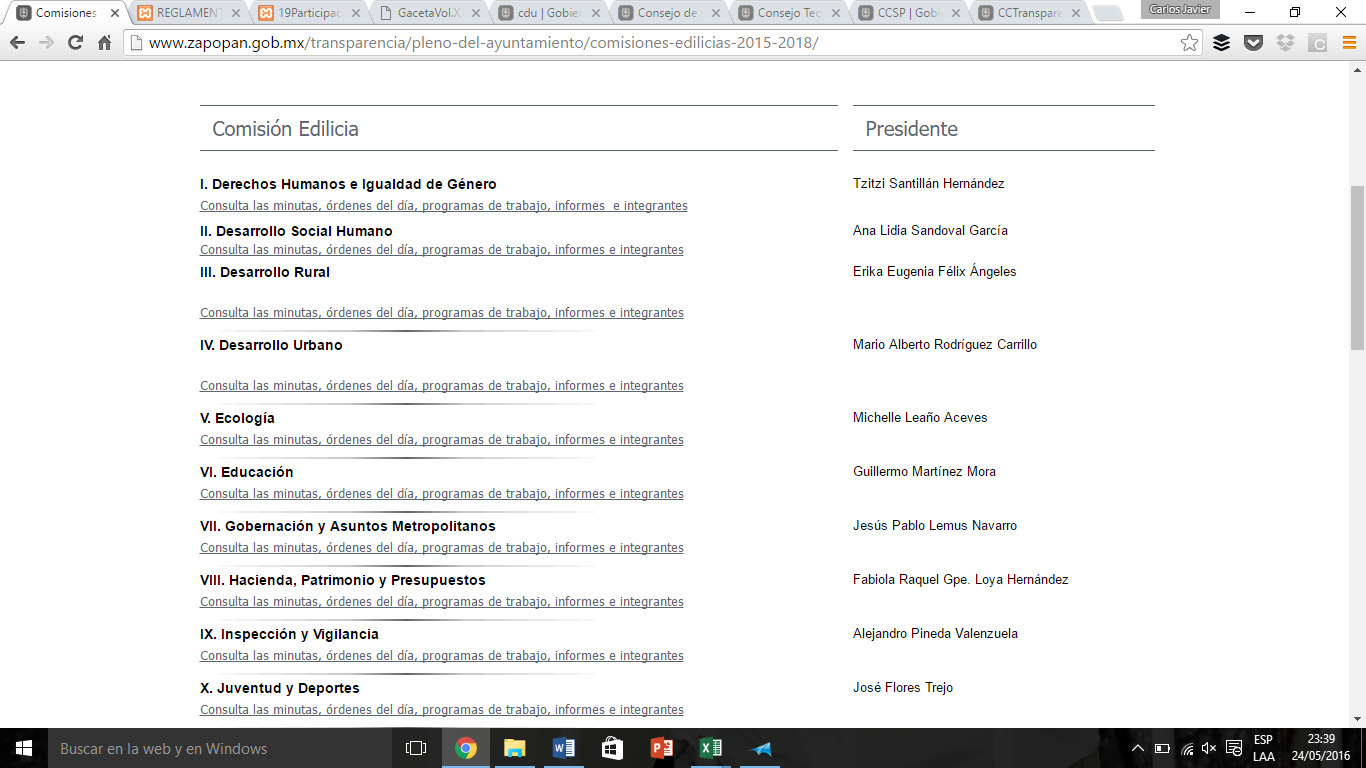 Comisiones
REGLAMENT
19Participac
GacetaVol.X
cdu | Gobier
Consejo de
Consejo Tec
CCSP | Gobi
CCTranspare
Carlos Javier
www.zapopan.gob.mx/transparencia/pleno-del-ayuntamiento/comisiones-edilicias-2015-2018/
Comisión Edilicia
Presidente
I. Derechos Humanos e Igualdad de Género
Tzitzi Santillán Hernández
Consulta las minutas, órdenes del día, programas de trabajo, informes e integrantes
II. Desarrollo Social Humano
Ana Lidia Sandoval García
Consulta las minutas, órdenes del día, programas de trabajo, informes e integrantes
III. Desarrollo Rural
Erika Eugenia Félix Ángeles
Consulta las minutas, órdenes del día, programas de trabajo, informes e integrantes
IV. Desarrollo Urbano
Mario Alberto Rodríguez Carrillo
Consulta las minutas, órdenes del día, programas de trabajo, informes e integrantes
V. Ecología
Michelle Leaño Aceves
Consulta las minutas, órdenes del día, programas de trabajo, informes e integrantes
VI. Educación
Guillermo Martínez Mora
Consulta las minutas, órdenes del día, programas de trabajo, informes e integrantes
VII. Gobernación y Asuntos Metropolitanos
Jesús Pablo Lemus Navarro
Consulta las minutas, órdenes del día, programas de trabajo, informes e integrantes
VIII. Hacienda, Patrimonio y Presupuestos
Fabiola Raquel Gpe. Loya Hernández
Consulta las minutas, órdenes del día, programas de trabajo, informes e integrantes
IX. Inspección y Vigilancia
Alejandro Pineda Valenzuela
Consulta las minutas, órdenes del día, programas de trabajo, informes e integrantes
X. Juventud y Deportes
José Flores Trejo
Consulta las minutas, órdenes del día, programas de trabajo, informes e integrantes
Buscar en la web y en Windows
ESP
LAA
23:39
24/05/2016